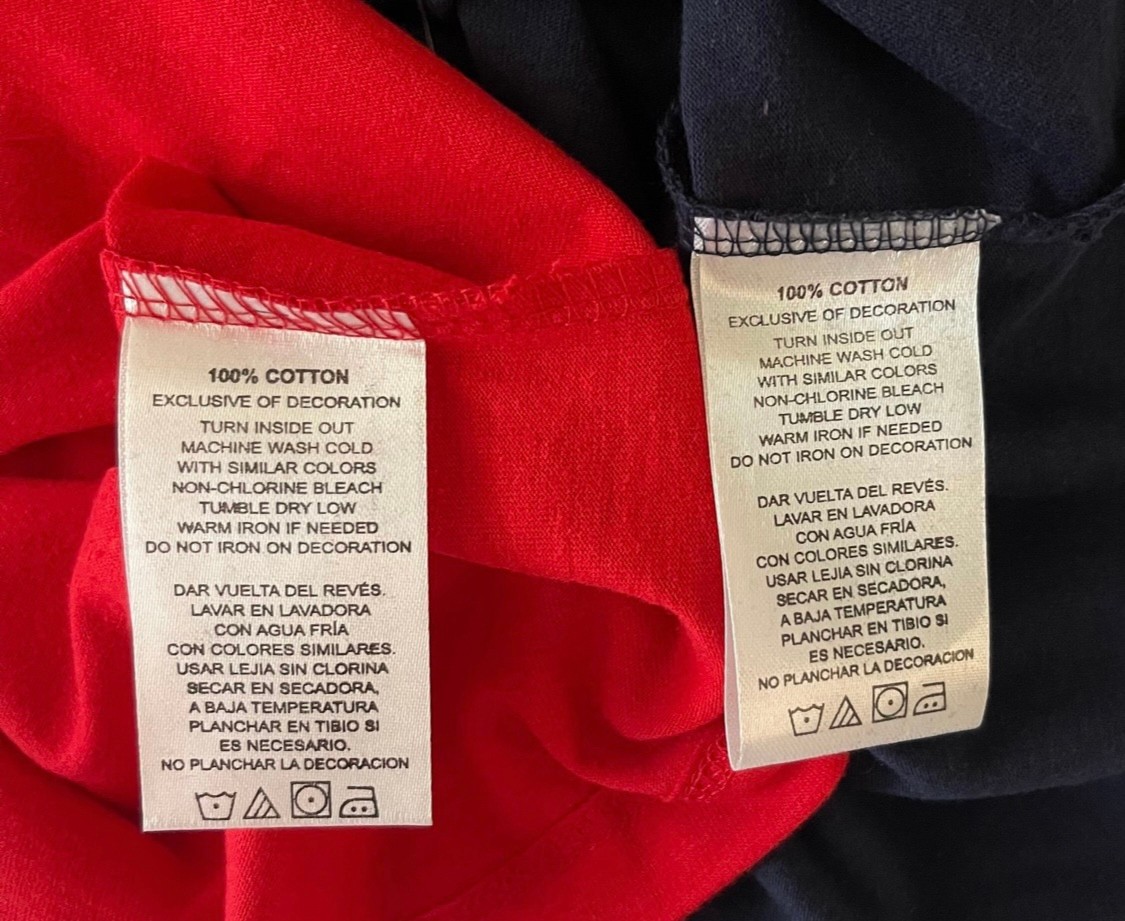 100% COTTON
EXCLUSIVE OF DECORATION
TURN INSIDE OUT
MACHINE WASH COLD
WITH SIMILAR COLORS
NON-CHLORINE BLEACH
TUMBLE DRY LOW
WARM IRON IF NEEDED
DO NOT IRON ON DECORATION
DAR VUELTA DEL REVÉS.
LAVAR EN LAVADORA
CON AGUA FRÍA
CON COLORES SIMILARES.
USAR LEJIA SIN CLORINA
SECAR EN SECADORA,
A BAJA TEMPERATURA
PLANCHAR EN TIBIO SI
ES NECESARIO.
NO PLANCHAR LA DECORACION
100% COTTON
EXCLUSIVE OF DECORATION
TURN INSIDE OUT
MACHINE WASH COLD
WITH SIMILAR COLORS
NON-CHLORINE BLEACH
TUMBLE DRY LOW
WARM IRON IF NEEDED
DO NOT IRON ON DECORATION
DAR VUELTA DEL REVÉS.
LAVAR EN LAVADORA
CON AGUA FRÍA
CON COLORES SIMILARES.
USAR LEJIA SIN CLORINA
SECAR EN SECADORA,
A BAJA TEMPERATURA
PLANCHAR EN TIBIO SI
ES NECESARIO.
NO PLANCHAR LA DECORACION